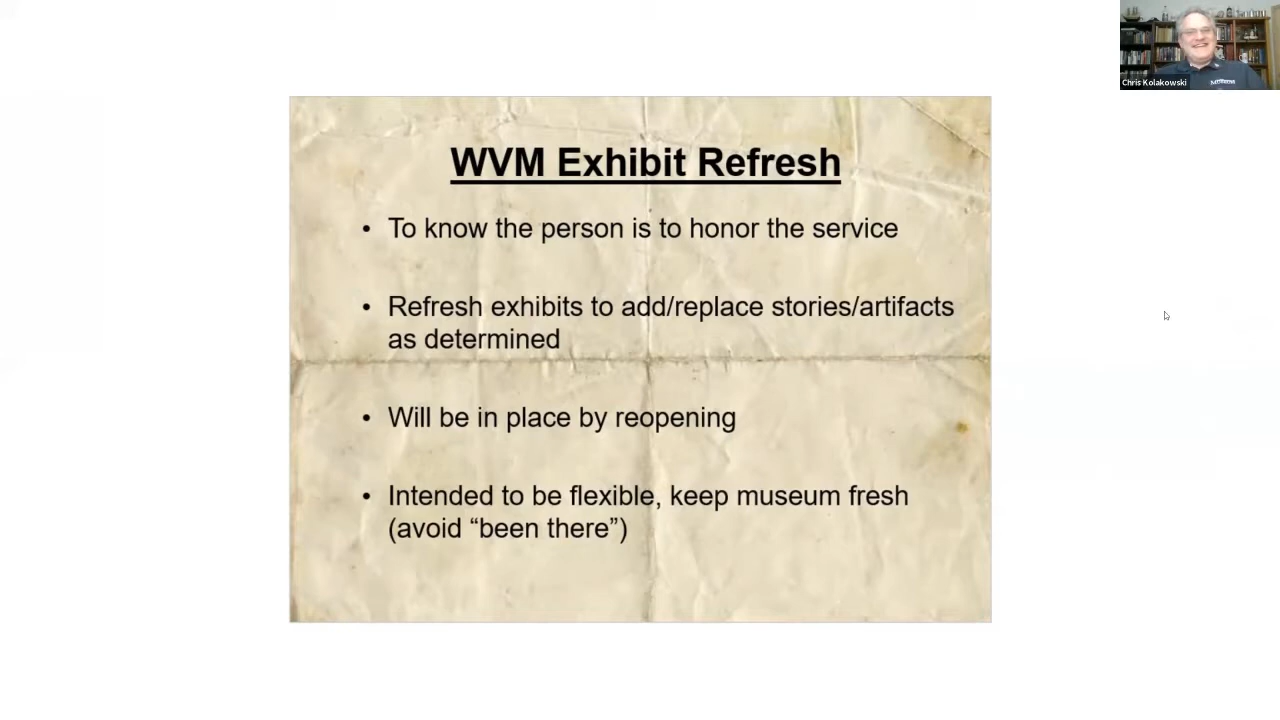 Chris Kolakowski
WVM Exhibit Refresh
• To know the person is to honor the service
• Refresh exhibits to add/replace stories/artifacts
as determined
• Will be in place by reopening
• Intended to be flexible, keep museum fresh
(avoid “been there”)